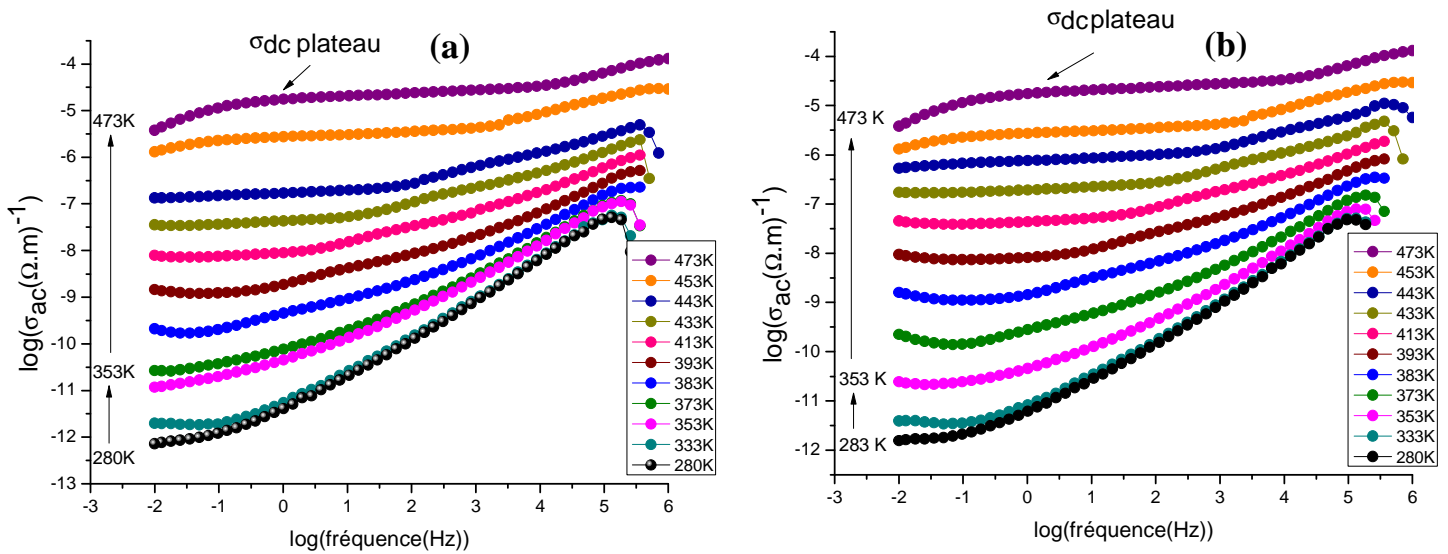 σdc plateau
(a)
-4
-5
-6
-7
-8
-9
-10
-11
-12
-13
log(σac(Ω.m)⁻¹)
473K
353K
280K
473K
453K
443K
433K
413K
393K
383K
373K
353K
333K
280K
-3 -2 -1 0 1 2 3 4 5 6
log(fréquence(Hz))
σdc plateau
(b)
-4
-5
-6
-7
-8
-9
-10
-11
-12
log(σac(Ω.m)⁻¹)
473 K
353 K
283 K
473K
453K
443K
433K
413K
393K
383K
373K
353K
333K
280K
-3 -2 -1 0 1 2 3 4 5 6
log(fréquence(Hz))